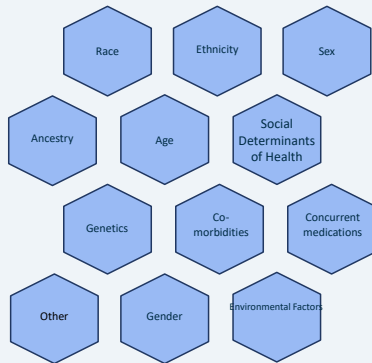 Race
Ethnicity
Sex
Ancestry
Age
Social
Determinants
of Health
Genetics
Co-
morbidities
Concurrent
medications
Other
Gender
Environmental Factors